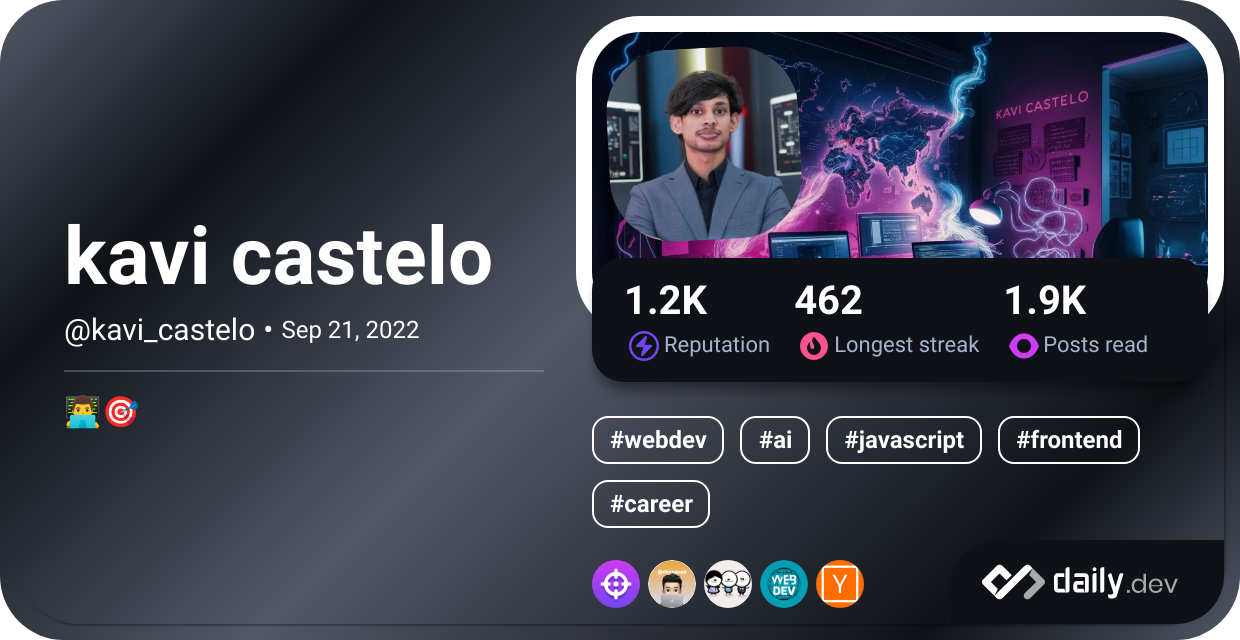 kavi castelo
@kavi_castelo • Sep 21, 2022
KAVI CASTELO
1.2K
Reputation
462
Longest streak
1.9K
Posts read
#webdev
#ai
#javascript
#frontend
#career
WEB
DEV
Y
daily.dev